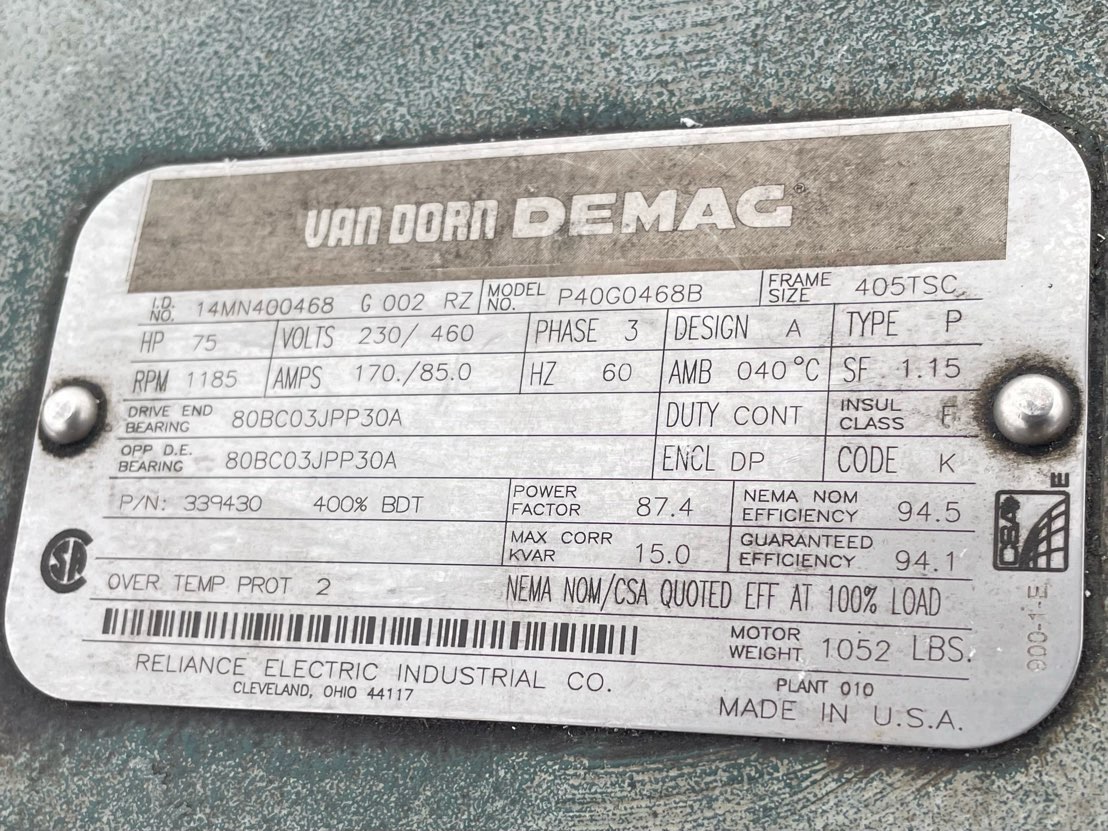 VAN DORN DEMAG®
I.D. NO. 14MN400468 G 002 RZ MODEL NO. P40G0468B FRAME SIZE 405TSC
HP 75 VOLTS 230/ 460 PHASE 3 DESIGN A TYPE P
RPM 1185 AMPS 170./85.0 HZ 60 AMB 040°C SF 1.15
DRIVE END BEARING 80BC03JPP30A DUTY CONT INSUL CLASS F
OPP D.E. BEARING 80BC03JPP30A ENCL DP CODE K
P/N: 339430 400% BDT POWER FACTOR 87.4 NEMA NOM EFFICIENCY 94.5
MAX CORR KVAR 15.0 GUARANTEED EFFICIENCY 94.1
OVER TEMP PROT 2 NEMA NOM/CSA QUOTED EFF AT 100% LOAD
MOTOR WEIGHT 1052 LBS.
RELIANCE ELECTRIC INDUSTRIAL CO.
CLEVELAND, OHIO 44117
PLANT 010
MADE IN U.S.A.
E
900-1-E